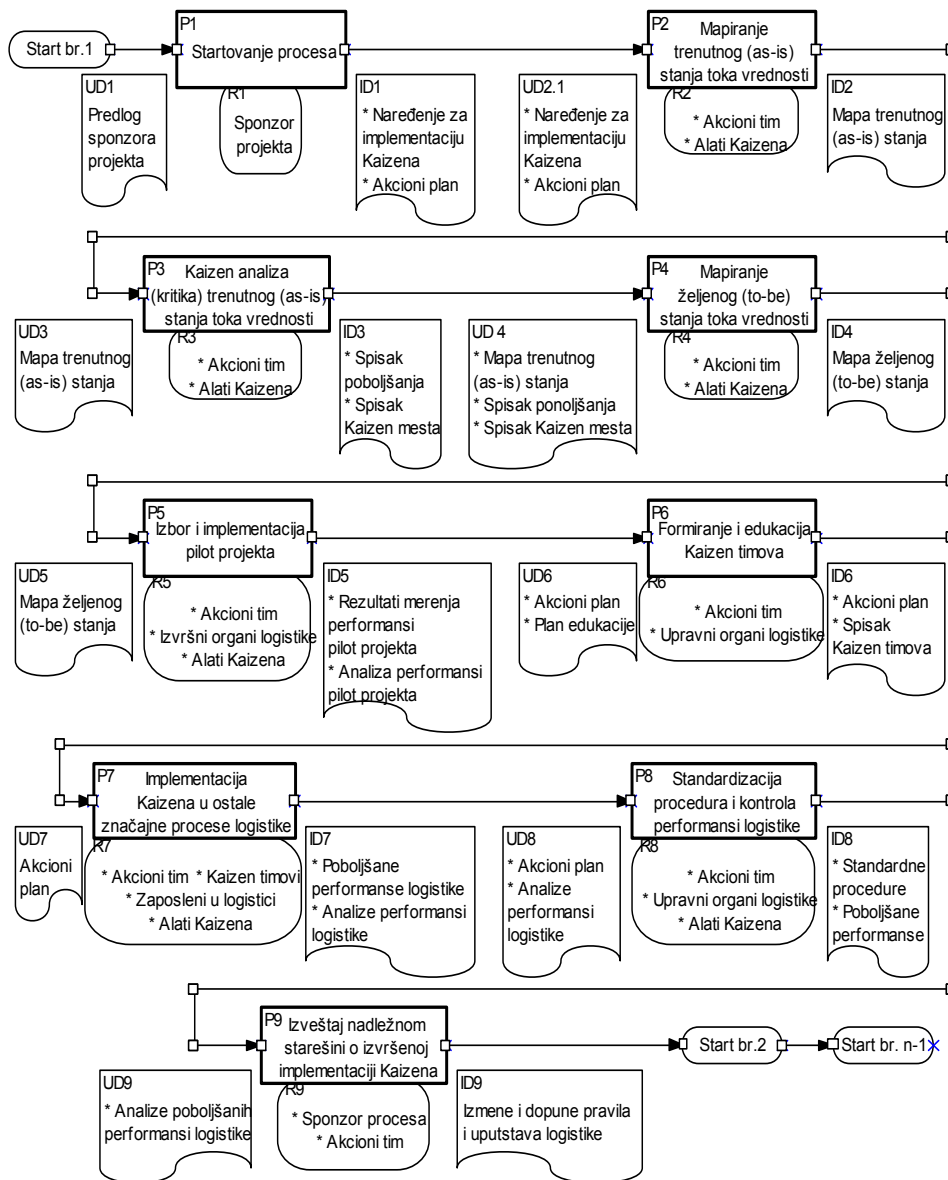 Start br.1
P1
Startovanje procesa
P2
Mapiranje
trenutnog (as-is)
stanja toka vrednosti
UD1
Predlog
sponzora
projekta
R1
Sponzor
projekta
ID1
* Naređenje za
implementaciju
Kaizena
* Akcioni plan
UD2.1
* Naređenje za
implementaciju
Kaizena
* Akcioni plan
R2
* Akcioni tim
* Alati Kaizena
ID2
Mapa trenutnog
(as-is) stanja
P3
Kaizen analiza
(kritika) trenutnog (as-is)
stanja toka vrednosti
P4
Mapiranje
željenog (to-be)
stanja toka vrednosti
UD3
Mapa trenutnog
(as-is) stanja
R3
* Akcioni tim
* Alati Kaizena
ID3
* Spisak
poboljšanja
* Spisak
Kaizen mesta
UD 4
* Mapa trenutnog
(as-is) stanja
* Spisak ponoljšanja
* Spisak Kaizen mesta
R4
* Akcioni tim
* Alati Kaizena
ID4
Mapa željenog
(to-be) stanja
P5
Izbor i implementacija
pilot projekta
P6
Formiranje i edukacija
Kaizen timova
UD5
Mapa željenog
(to-be) stanja
R5
* Akcioni tim
* Izvršni organi logistike
* Alati Kaizena
ID5
* Rezultati merenja
performansi
pilot projekta
* Analiza performansi
pilot projekta
UD6
* Akcioni plan
* Plan edukacije
R6
* Akcioni tim
* Upravni organi logistike
ID6
* Akcioni plan
* Spisak
Kaizen timova
P7
Implementacija
Kaizena u ostale
značajne procese logistike
P8
Standardizacija
procedura i kontrola
performansi logistike
UD7
Akcioni
plan
R7
* Akcioni tim * Kaizen timovi
* Zaposleni u logistici
* Alati Kaizena
ID7
* Poboljšane
performanse logistike
* Analize performansi
logistike
UD8
* Akcioni plan
* Analize
performansi
logistike
R8
* Akcioni tim
* Upravni organi logistike
* Alati Kaizena
ID8
* Standardne
procedure
* Poboljšane
performanse
P9
Izveštaj nadležnom
starešini o izvršenoj
implementaciji Kaizena
Start br.2
Start br. n-1
UD9
* Analize poboljšanih
performansi logistike
R9
* Sponzor procesa
* Akcioni tim
ID9
Izmene i dopune pravila
i uputstava logistike